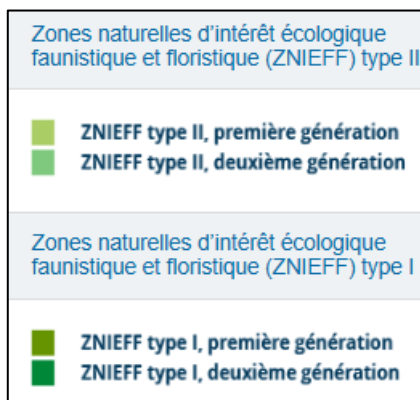 Zones naturelles d'intérêt écologique
faunistique et floristique (ZNIEFF) type II
ZNIEFF type II, première génération
ZNIEFF type II, deuxième génération
Zones naturelles d'intérêt écologique
faunistique et floristique (ZNIEFF) type I
ZNIEFF type I, première génération
ZNIEFF type I, deuxième génération